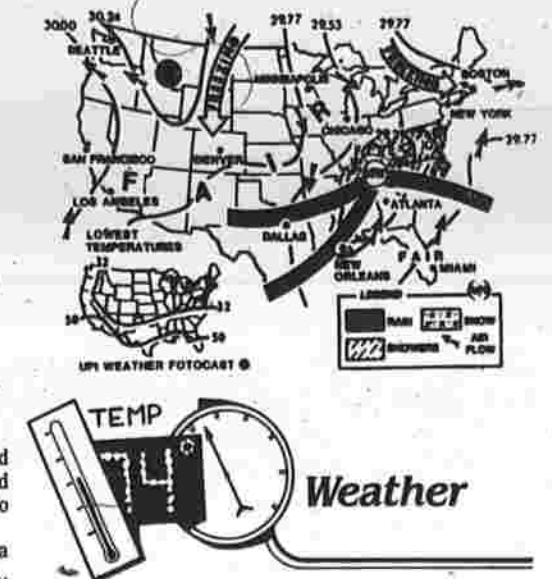 30.00 30.24 29.77 29.53 29.77
SEATTLE
FREEZING
MINNEAPOLIS
BOSTON
NEW YORK
CHICAGO
29.77
SAN FRANCISCO
DENVER
F A I R
LOS ANGELES
ATLANTA
LOWEST
TEMPERATURES
DALLAS
NEW
ORLEANS
FAIR
MIAMI
32
32
50
50
UPI WEATHER FOTOCAST ©
LEGEND
RAIN
SNOW
SHOWERS
AIR
FLOW
TEMP
74°
Weather